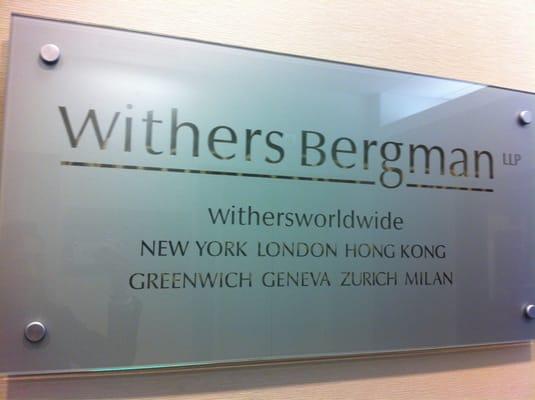 Withers Bergman LLP
withersworldwide
NEW YORK LONDON HONG KONG
GREENWICH GENEVA ZURICH MILAN